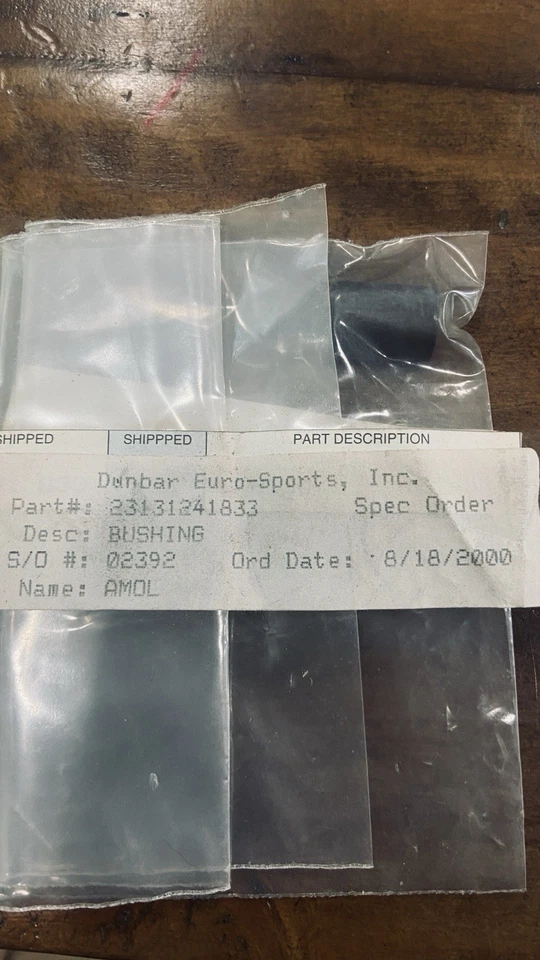 SHIPPED SHIPPPED PART DESCRIPTION
Dunbar Euro-Sports, Inc.
Part#: 23131241833 Spec Order
Desc: BUSHING
S/O #: 02392 Ord Date: 8/18/2000
Name: AMOL